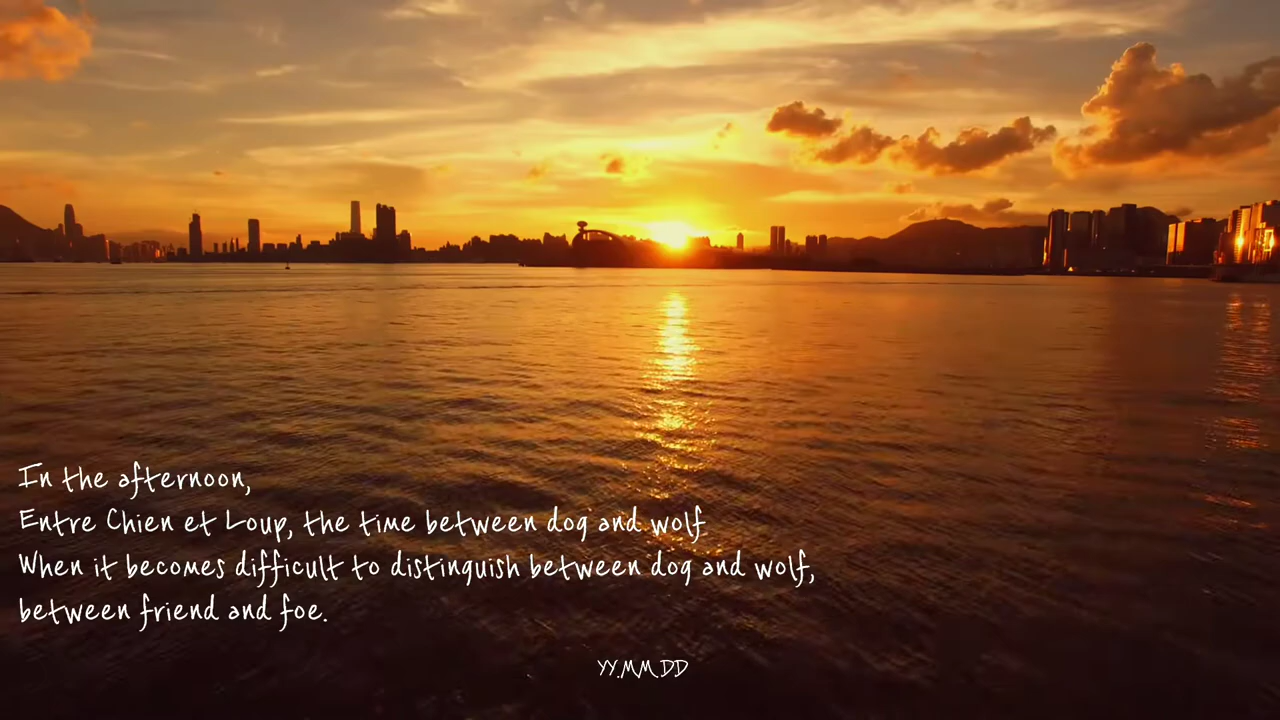 In the afternoon,
Entre Chien et Loup, the time between dog and wolf
When it becomes difficult to distinguish between dog and wolf,
between friend and foe.
YY.MM.DD